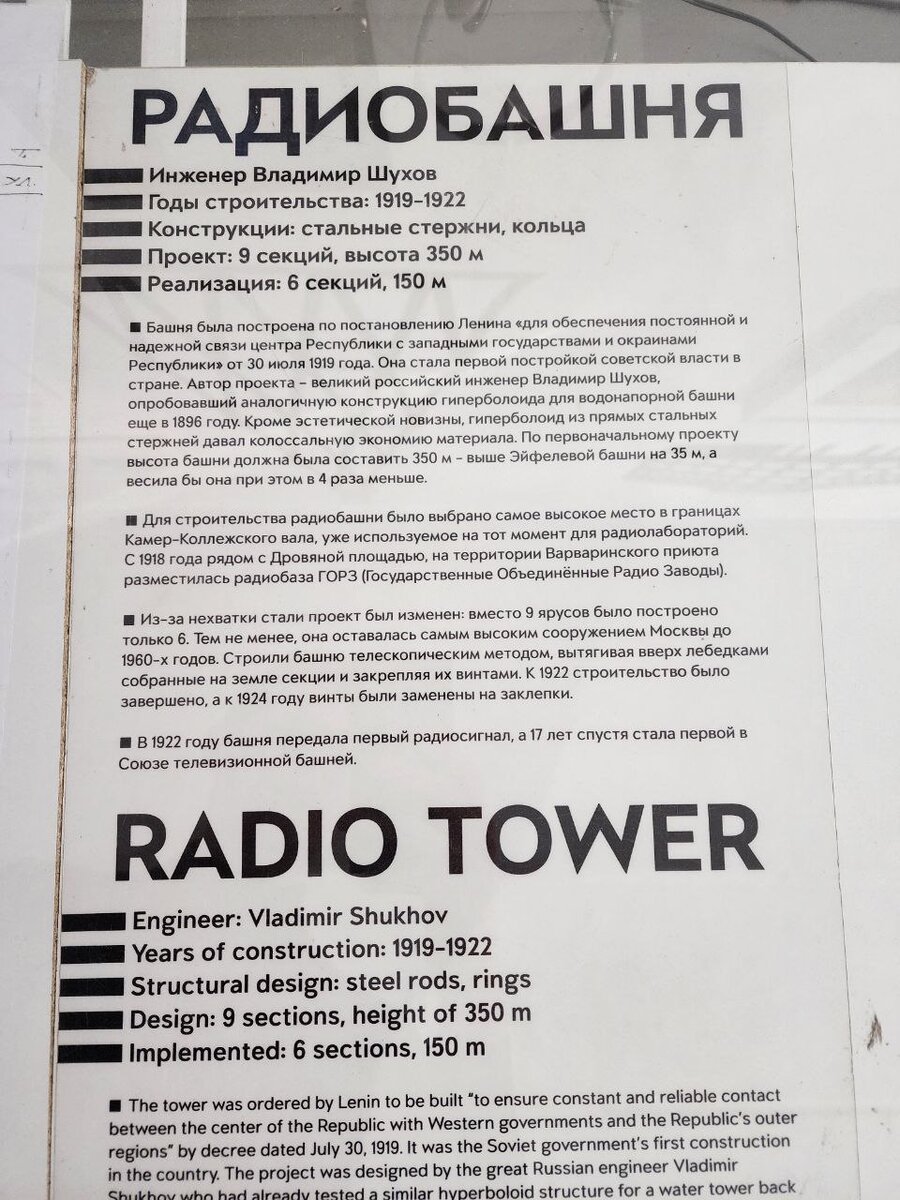 РАДИОБАШНЯ
Инженер Владимир Шухов
Годы строительства: 1919–1922
Конструкции: стальные стержни, кольца
Проект: 9 секций, высота 350 м
Реализация: 6 секций, 150 м
■ Башня была построена по постановлению Ленина «для обеспечения постоянной и
надежной связи центра Республики с западными государствами и окраинами
Республики» от 30 июля 1919 года. Она стала первой постройкой советской власти в
стране. Автор проекта – великий российский инженер Владимир Шухов,
опробовавший аналогичную конструкцию гиперболоида для водонапорной башни
еще в 1896 году. Кроме эстетической новизны, гиперболоид из прямых стальных
стержней давал колоссальную экономию материала. По первоначальному проекту
высота башни должна была составить 350 м – выше Эйфелевой башни на 35 м, а
весила бы она при этом в 4 раза меньше.
■ Для строительства радиобашни было выбрано самое высокое место в границах
Камер-Коллежского вала, уже используемое на тот момент для радиолабораторий.
С 1918 года рядом с Дровяной площадью, на территории Варваринского приюта
разместилась радиобаза ГОРЗ (Государственные Объединённые Радио Заводы).
■ Из-за нехватки стали проект был изменен: вместо 9 ярусов было построено
только 6. Тем не менее, она оставалась самым высоким сооружением Москвы до
1960-х годов. Строили башню телескопическим методом, вытягивая вверх лебедками
собранные на земле секции и закрепляя их винтами. К 1922 строительство было
завершено, а к 1924 году винты были заменены на заклепки.
■ В 1922 году башня передала первый радиосигнал, а 17 лет спустя стала первой в
Союзе телевизионной башней.
RADIO TOWER
Engineer: Vladimir Shukhov
Years of construction: 1919–1922
Structural design: steel rods, rings
Design: 9 sections, height of 350 m
Implemented: 6 sections, 150 m
■ The tower was ordered by Lenin to be built "to ensure constant and reliable contact
between the center of the Republic with Western governments and the Republic's outer
regions" by decree dated July 30, 1919. It was the Soviet government's first construction
in the country. The project was designed by the great Russian engineer Vladimir
Shukhov who had already tested a similar hyperboloid structure for a water tower back